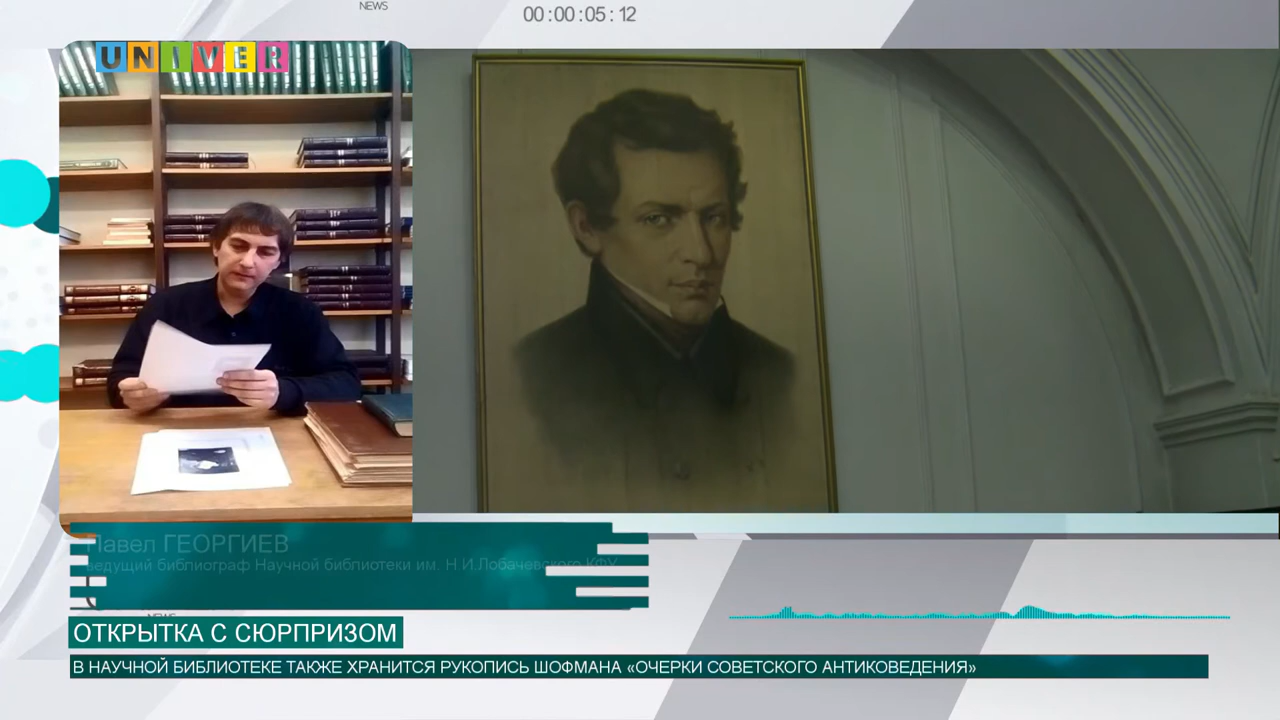 NEWS
00:00:05:12
UNIVER
Павел ГЕОРГИЕВ
ведущий библиограф Научной библиотеки им. Н.И.Лобачевского КФУ
ОТКРЫТКА С СЮРПРИЗОМ
В НАУЧНОЙ БИБЛИОТЕКЕ ТАКЖЕ ХРАНИТСЯ РУКОПИСЬ ШОФМАНА «ОЧЕРКИ СОВЕТСКОГО АНТИКОВЕДЕНИЯ»